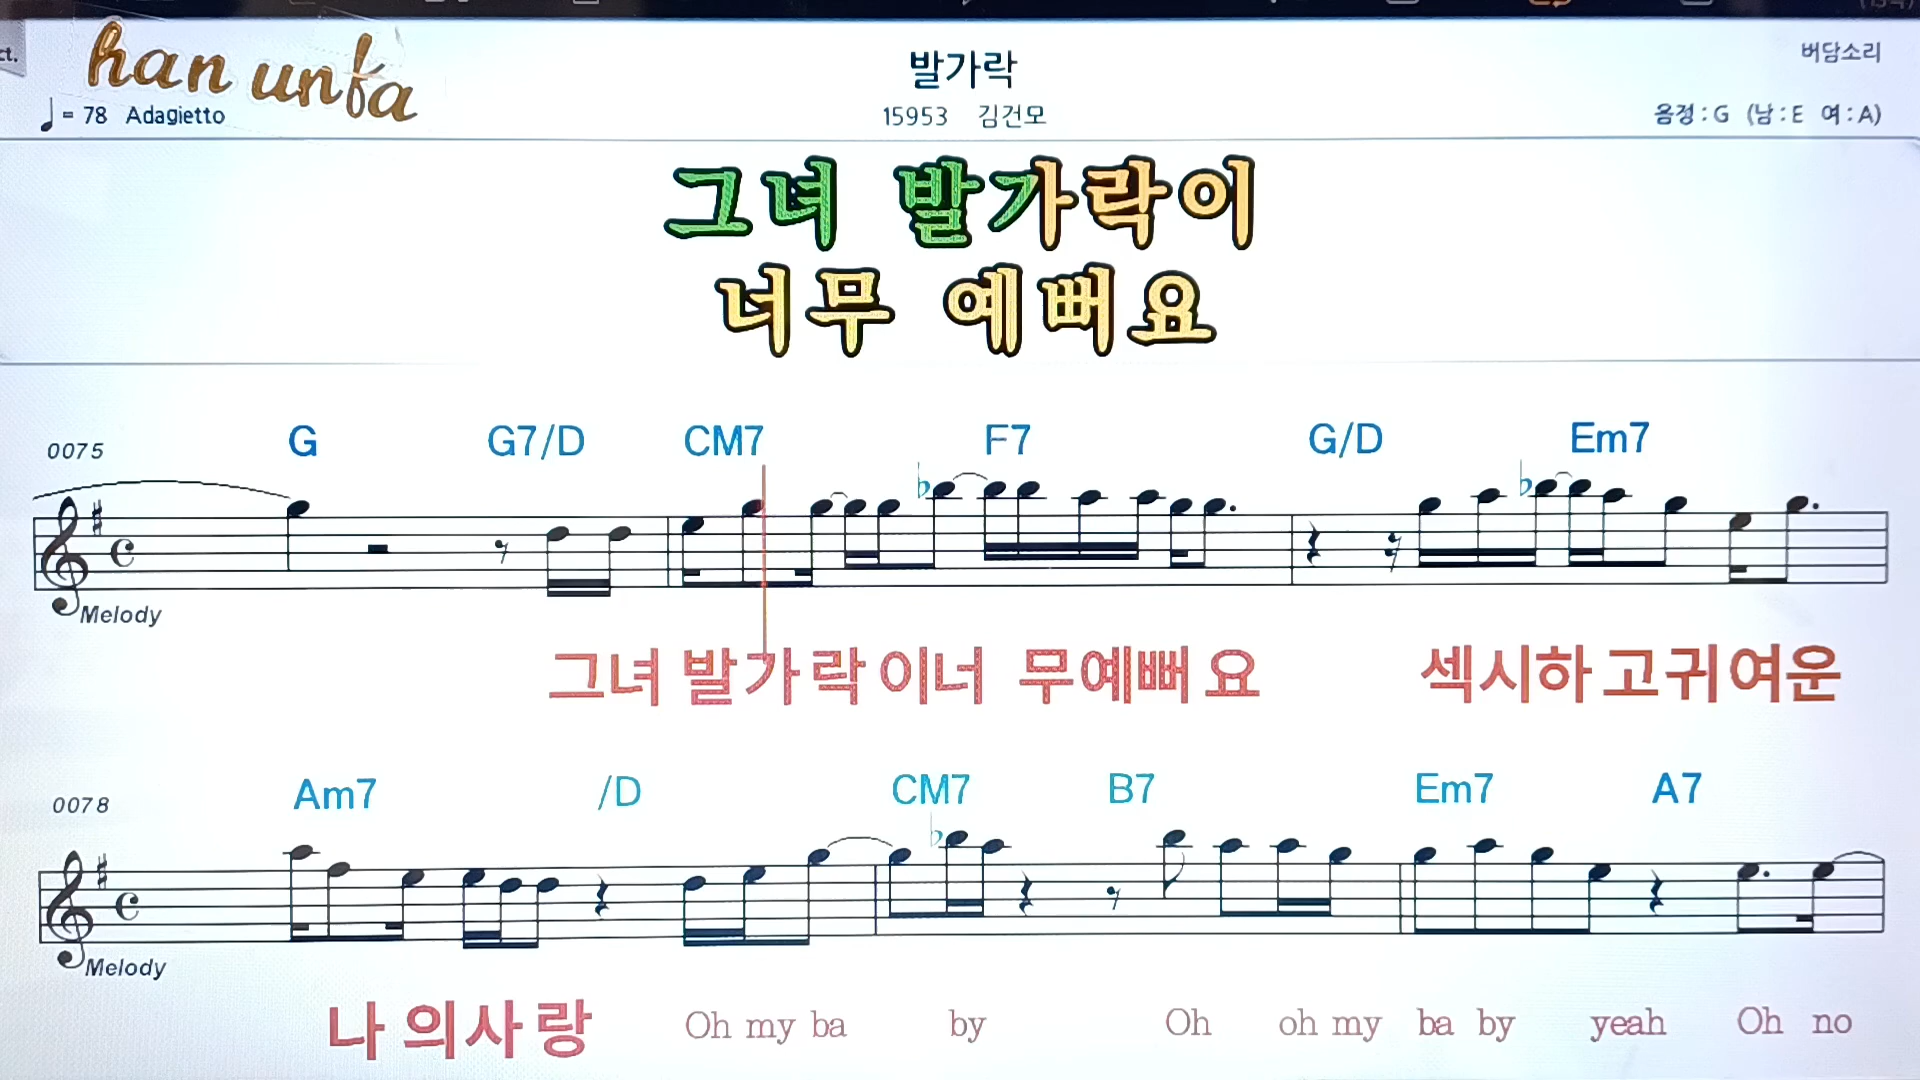 ct.
han unfa
발가락
버담소리
♩ = 78 Adagietto
15953 김건모
음정 : G (남 : E 여 : A)
그녀 발가락이
너무 예뻐요
0075 G G7/D CM7 F7 G/D Em7
Melody
그녀 발가락이너 무예뻐요 섹시하고귀여운
0078 Am7 /D CM7 B7 Em7 A7
Melody
나의사랑 Oh my ba by Oh oh my ba by yeah Oh no